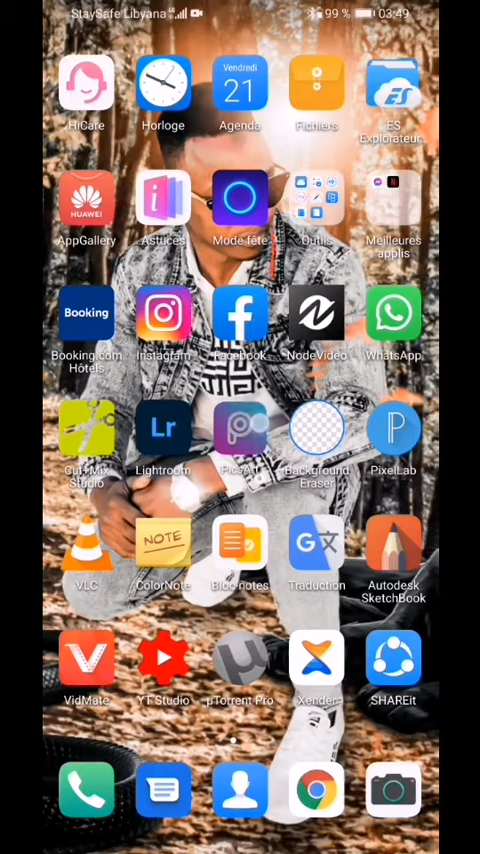 StaySafe Libyana 99 % 03:49
Vendredi
21
HiCare Horloge Agenda Fichiers ES Explorateur..
HUAWEI
AppGallery Astuces Mode fête Outils Meilleures applis
Booking
Booking.com Hôtels Instagram Facebook NodeVideo WhatsApp
Lr
Cut+Mix Studio Lightroom PicsArt Background Eraser PixelLab
NOTE
VLC ColorNote Bloc-notes Traduction Autodesk SketchBook
VidMate YT Studio µTorrent Pro Xender SHAREit